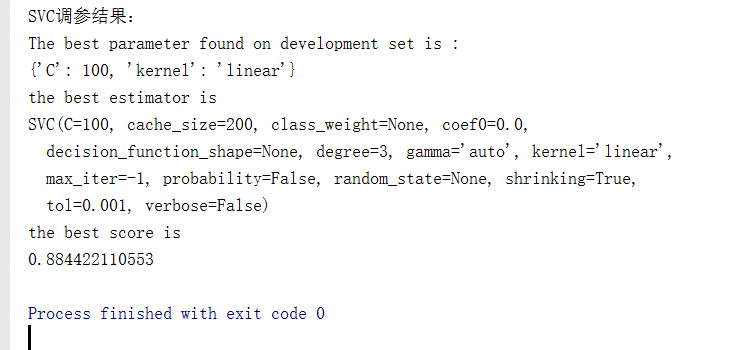 SVC调参结果:
The best parameter found on development set is :
{'C': 100, 'kernel': 'linear'}
the best estimator is
SVC(C=100, cache_size=200, class_weight=None, coef0=0.0,
  decision_function_shape=None, degree=3, gamma='auto', kernel='linear',
  max_iter=-1, probability=False, random_state=None, shrinking=True,
  tol=0.001, verbose=False)
the best score is
0.884422110553
Process finished with exit code 0